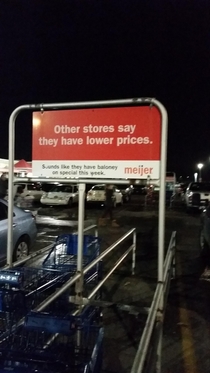 Other stores say
they have lower prices.
Sounds like they have baloney
on special this week.
meijer